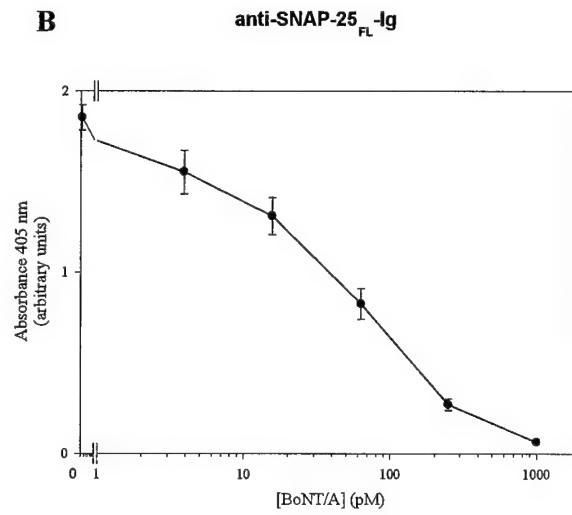 B
anti-SNAP-25FL-Ig
2
1
0
Absorbance 405 nm
(arbitrary units)
0 1 10 100 1000
[BoNT/A] (pM)